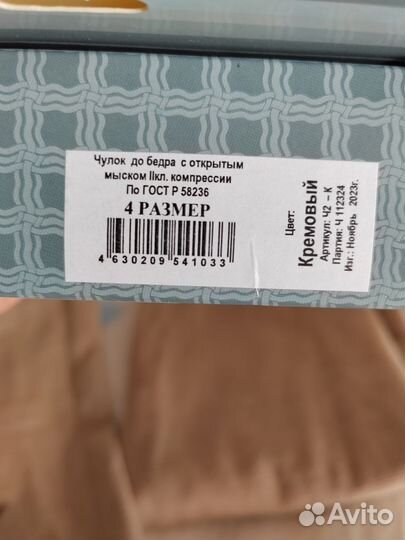 Чулок до бедра с открытым
мыском IIкл. компрессии
По ГОСТ Р 58236
4 РАЗМЕР
4 630209 541033
Цвет:
Кремовый
Артикул: Ч2 – К
Партия: Ч 112324
Изг.: Ноябрь 2023г.
Avito